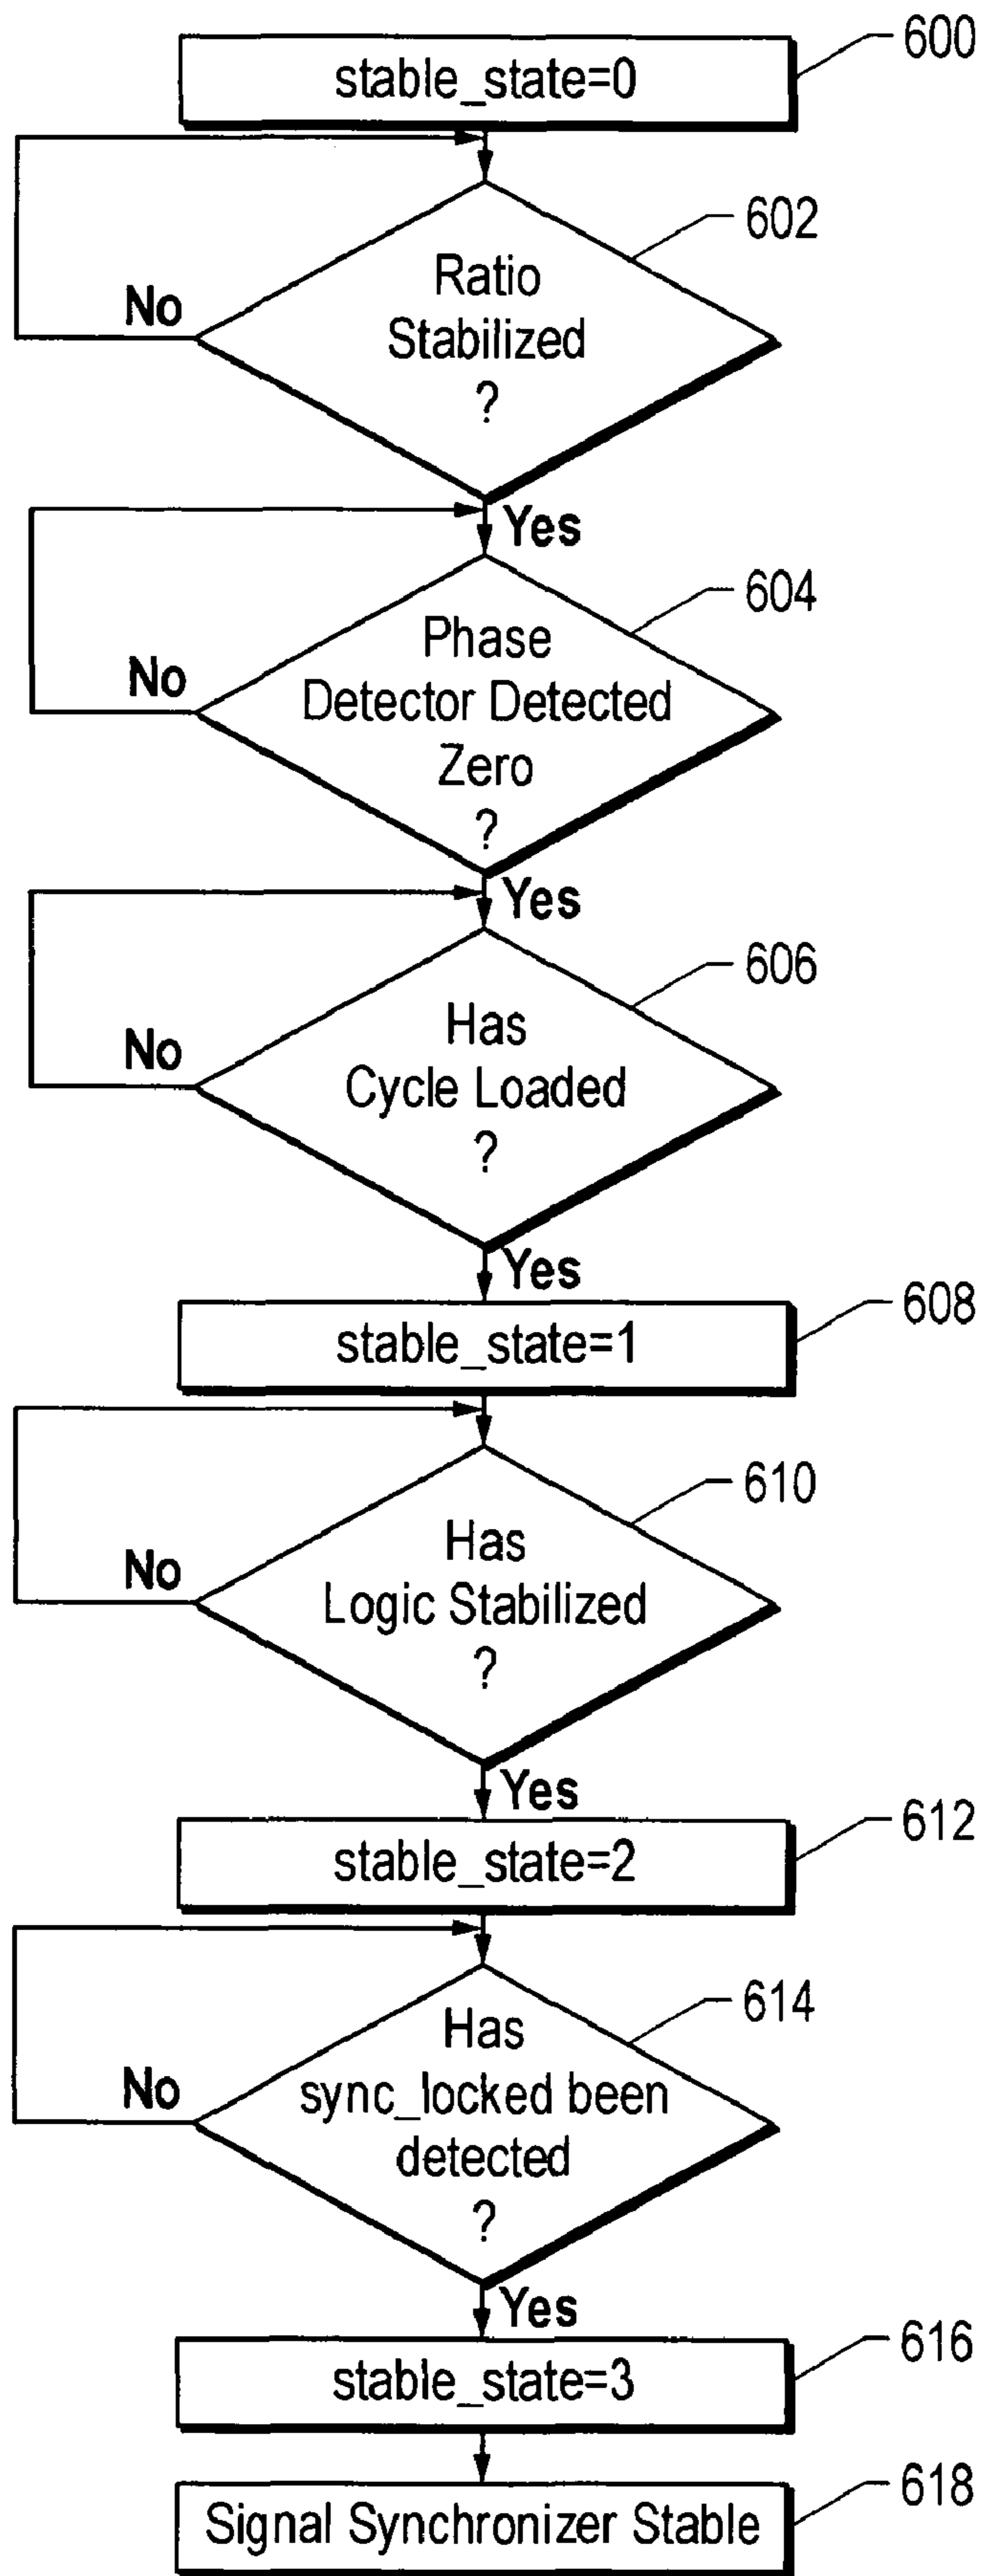 600
stable_state=0
602
Ratio
Stabilized
?
No
Yes
604
Phase
Detector Detected
Zero
?
No
Yes
606
Has
Cycle Loaded
?
No
Yes
608
stable_state=1
610
Has
Logic Stabilized
?
No
Yes
612
stable_state=2
614
Has
sync_locked been
detected
?
No
Yes
616
stable_state=3
618
Signal Synchronizer Stable